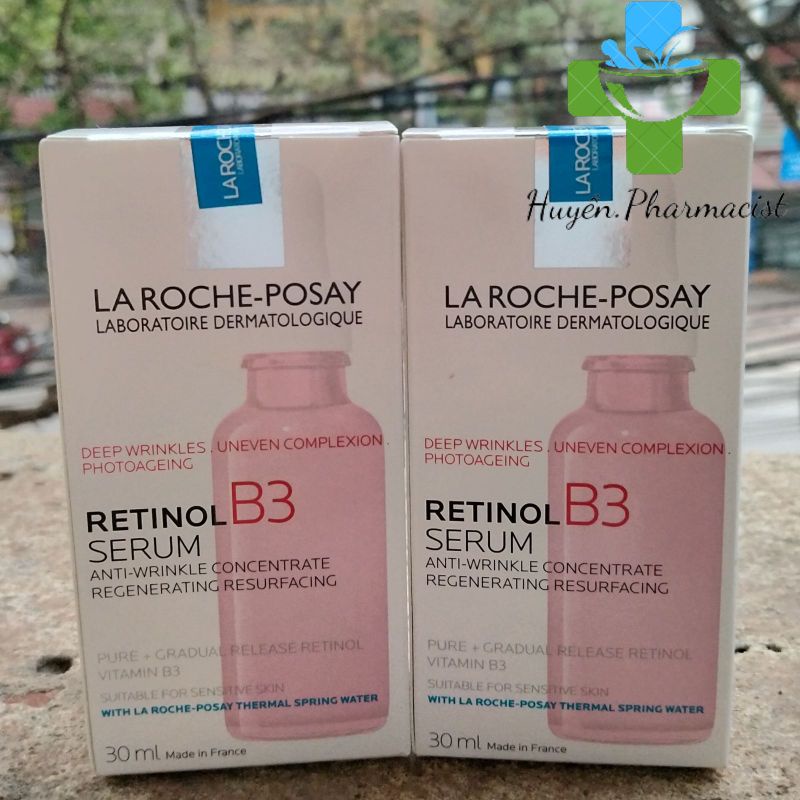 LA ROCHE
LABORATOIRE
LA ROCHE-POSAY
LABORATOIRE DERMATOLOGIQUE
DEEP WRINKLES . UNEVEN COMPLEXION .
PHOTOAGEING
RETINOL B3
SERUM
ANTI-WRINKLE CONCENTRATE
REGENERATING RESURFACING
PURE + GRADUAL RELEASE RETINOL
VITAMIN B3
SUITABLE FOR SENSITIVE SKIN
WITH LA ROCHE-POSAY THERMAL SPRING WATER
30 ml Made in France
LA ROC
Huyền.Pharmacist
LA ROCHE-POSAY
LABORATOIRE DERMATOLOGIQUE
DEEP WRINKLES . UNEVEN COMPLEXION .
PHOTOAGEING
RETINOL B3
SERUM
ANTI-WRINKLE CONCENTRATE
REGENERATING RESURFACING
PURE + GRADUAL RELEASE RETINOL
VITAMIN B3
SUITABLE FOR SENSITIVE SKIN
WITH LA ROCHE-POSAY THERMAL SPRING WATER
30 ml Made in France